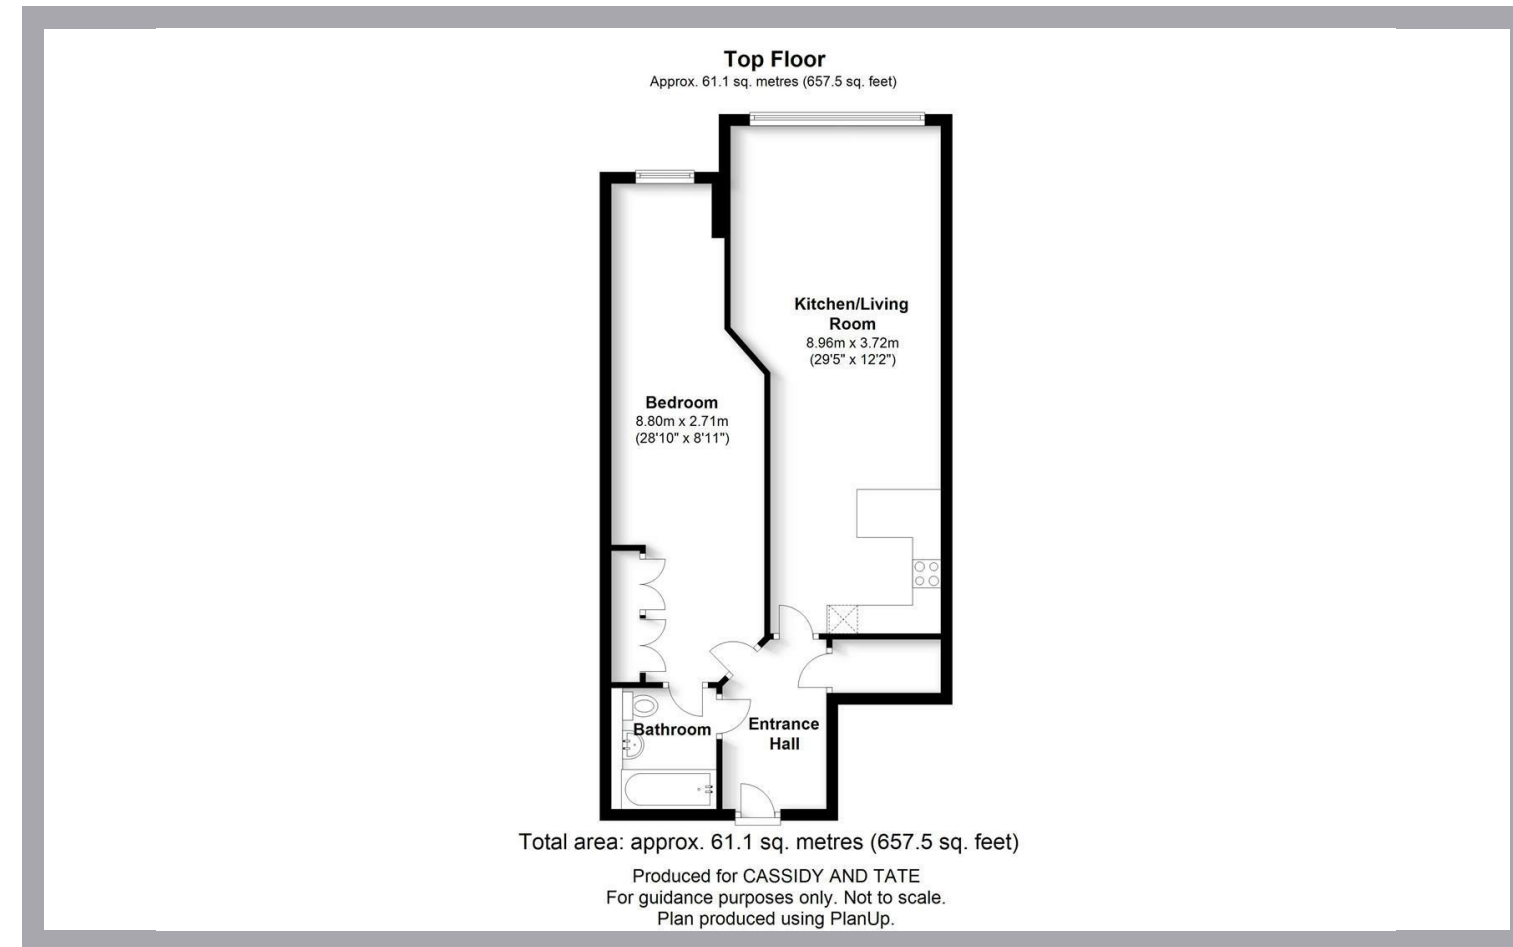 Top Floor
Approx. 61.1 sq. metres (657.5 sq. feet)
Kitchen/Living
Room
8.96m x 3.72m
(29'5" x 12'2")
Bedroom
8.80m x 2.71m
(28'10" x 8'11")
Bathroom
Entrance
Hall
Total area: approx. 61.1 sq. metres (657.5 sq. feet)
Produced for CASSIDY AND TATE
For guidance purposes only. Not to scale.
Plan produced using PlanUp.